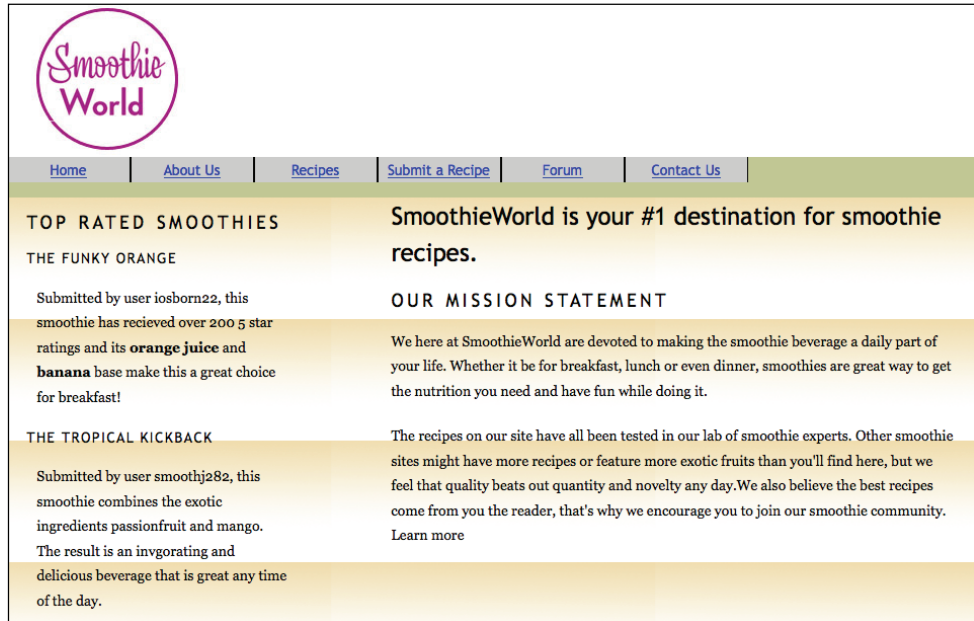 Smoothie
World
Home About Us Recipes Submit a Recipe Forum Contact Us
TOP RATED SMOOTHIES
THE FUNKY ORANGE
Submitted by user iosborn22, this
smoothie has recieved over 200 5 star
ratings and its orange juice and
banana base make this a great choice
for breakfast!
THE TROPICAL KICKBACK
Submitted by user smoothj282, this
smoothie combines the exotic
ingredients passionfruit and mango.
The result is an invgorating and
delicious beverage that is great any time
of the day.
SmoothieWorld is your #1 destination for smoothie
recipes.
OUR MISSION STATEMENT
We here at SmoothieWorld are devoted to making the smoothie beverage a daily part of
your life. Whether it be for breakfast, lunch or even dinner, smoothies are great way to get
the nutrition you need and have fun while doing it.
The recipes on our site have all been tested in our lab of smoothie experts. Other smoothie
sites might have more recipes or feature more exotic fruits than you'll find here, but we
feel that quality beats out quantity and novelty any day.We also believe the best recipes
come from you the reader, that's why we encourage you to join our smoothie community.
Learn more